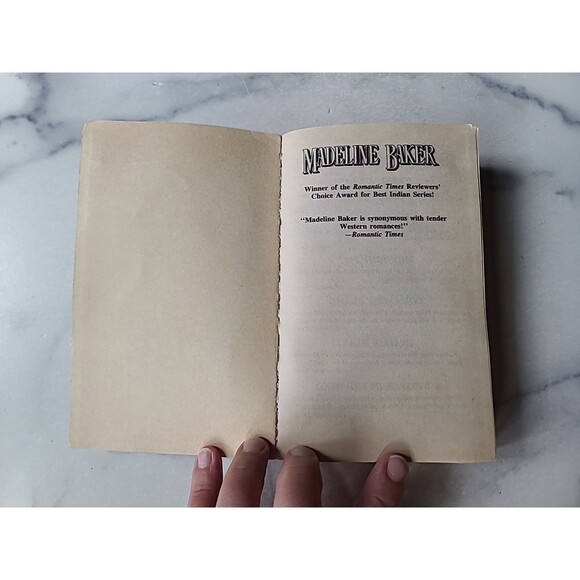 MADELINE BAKER
Winner of the Romantic Times Reviewers'
Choice Award for Best Indian Series!
"Madeline Baker is synonymous with tender
Western romances!"
—Romantic Times